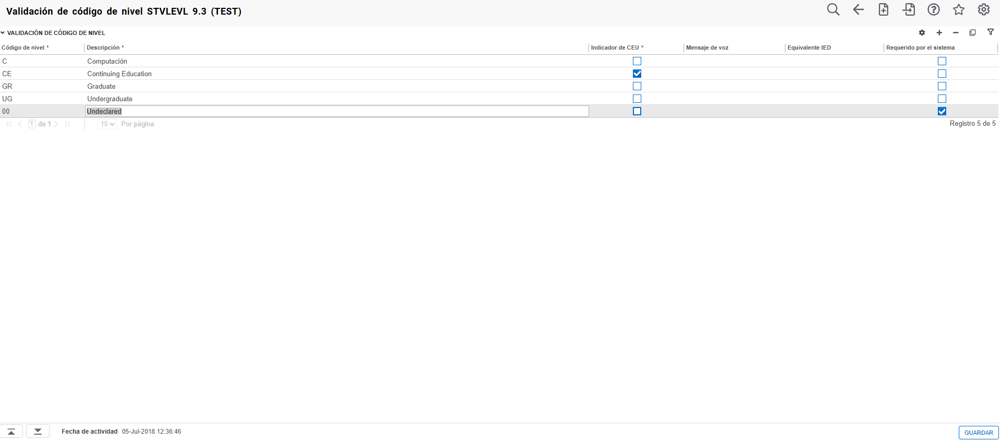 Validación de código de nivel STVLEVL 9.3 (TEST)
VALIDACIÓN DE CÓDIGO DE NIVEL
Código de nivel * Descripción * Indicador de CEU * Mensaje de voz Equivalente IED Requerido por el sistema
C Computación
CE Continuing Education
GR Graduate
UG Undergraduate
00 Undeclared
1 de 1 10 Por página Registro 5 de 5
Fecha de actividad 05-Jul-2018 12:36:46 GUARDAR